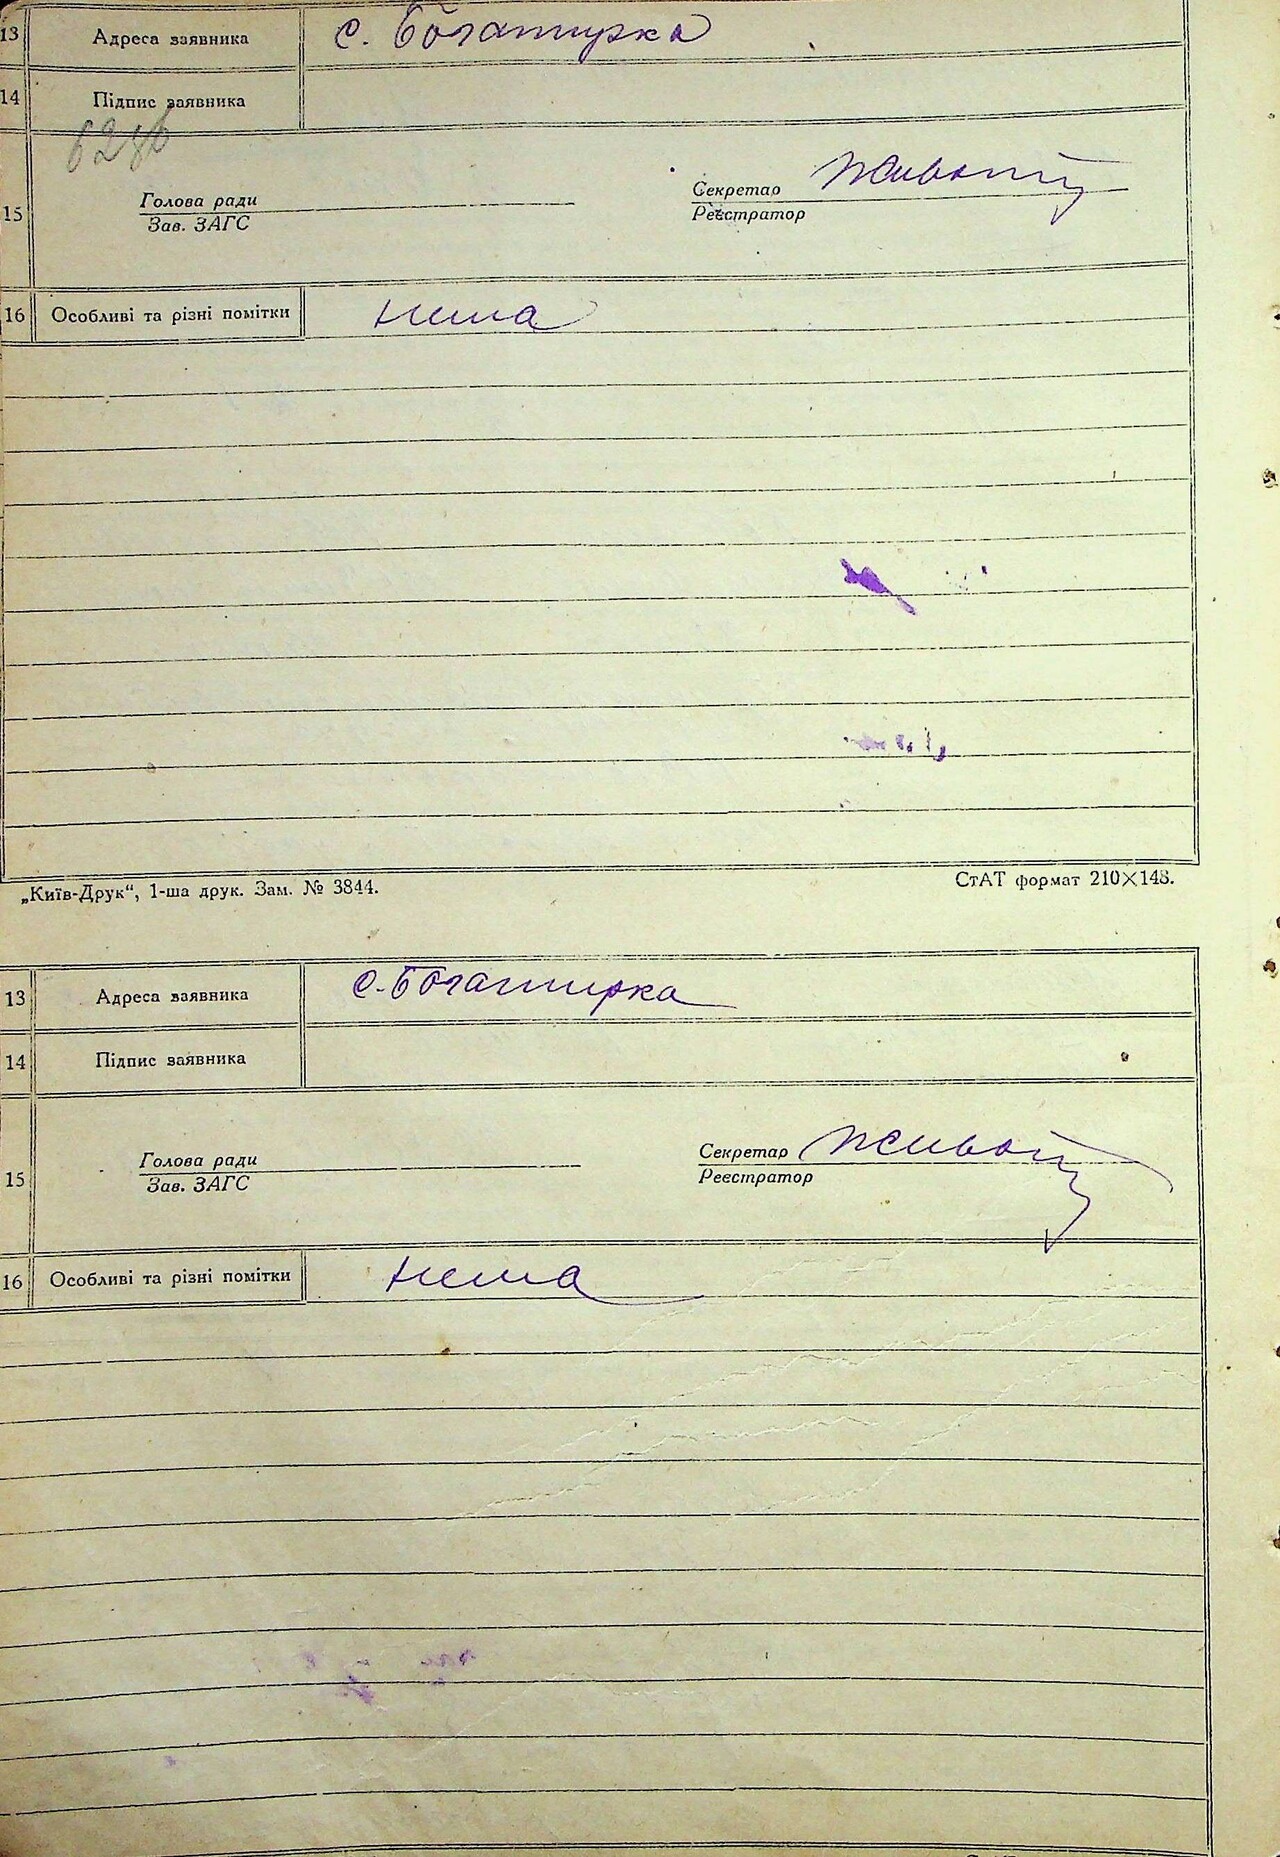 13 Адреса заявника с. Богатирка
14 Підпис заявника
Голова ради Секретар
15
Зав. ЗАГС Реєстратор
16 Особливі та різні помітки нема
„Київ-Друк“, 1-ша друк. Зам. № 3844. СтАТ формат 210×148.
13 Адреса заявника с. Богатирка
14 Підпис заявника
Голова ради Секретар
15
Зав. ЗАГС Реєстратор
16 Особливі та різні помітки нема